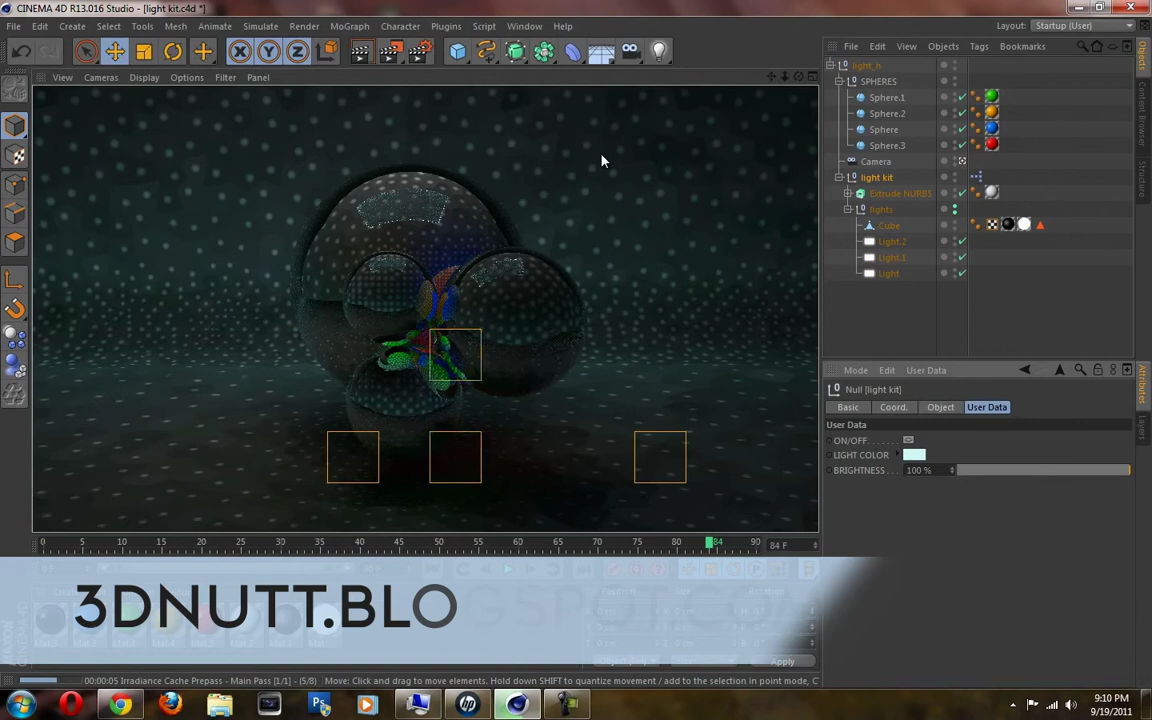 CINEMA 4D R13.016 Studio - [light kit.c4d *]
File Edit Create Select Tools Mesh Animate Simulate Render MoGraph Character Plugins Script Window Help
Layout: Startup (User)
X Y Z
View Cameras Display Options Filter Panel
File Edit View Objects Tags Bookmarks
light_h
SPHERES
Sphere.1
Sphere.2
Sphere
Sphere.3
Camera
light kit
Extrude NURBS
lights
Cube
Light.2
Light.1
Light
Objects
Content Browser
Structure
Mode Edit User Data
Null [light kit]
Basic Coord. Object User Data
User Data
ON/OFF
LIGHT COLOR
BRIGHTNESS 100 %
Attributes
Layers
0 5 10 15 20 25 30 35 40 45 50 55 60 65 70 75 80 84 90 84 F
3DNUTT.BLO
Apply
00:00:05 Irradiance Cache Prepass - Main Pass [1/1] - (5/8) Move: Click and drag to move elements. Hold down SHIFT to quantize movement / add to the selection in point mode,
9:10 PM
9/19/2011